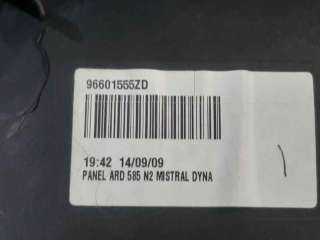 96601555ZD
19:42 14/09/09
PANEL ARD 585 N2 MISTRAL DYNA